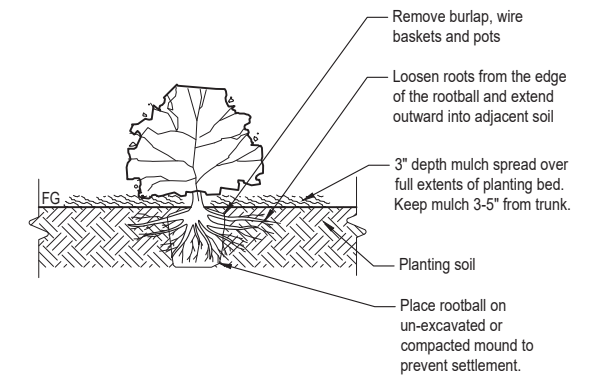 Remove burlap, wire
baskets and pots
Loosen roots from the edge
of the rootball and extend
outward into adjacent soil
3" depth mulch spread over
full extents of planting bed.
Keep mulch 3-5" from trunk.
FG
Planting soil
Place rootball on
un-excavated or
compacted mound to
prevent settlement.